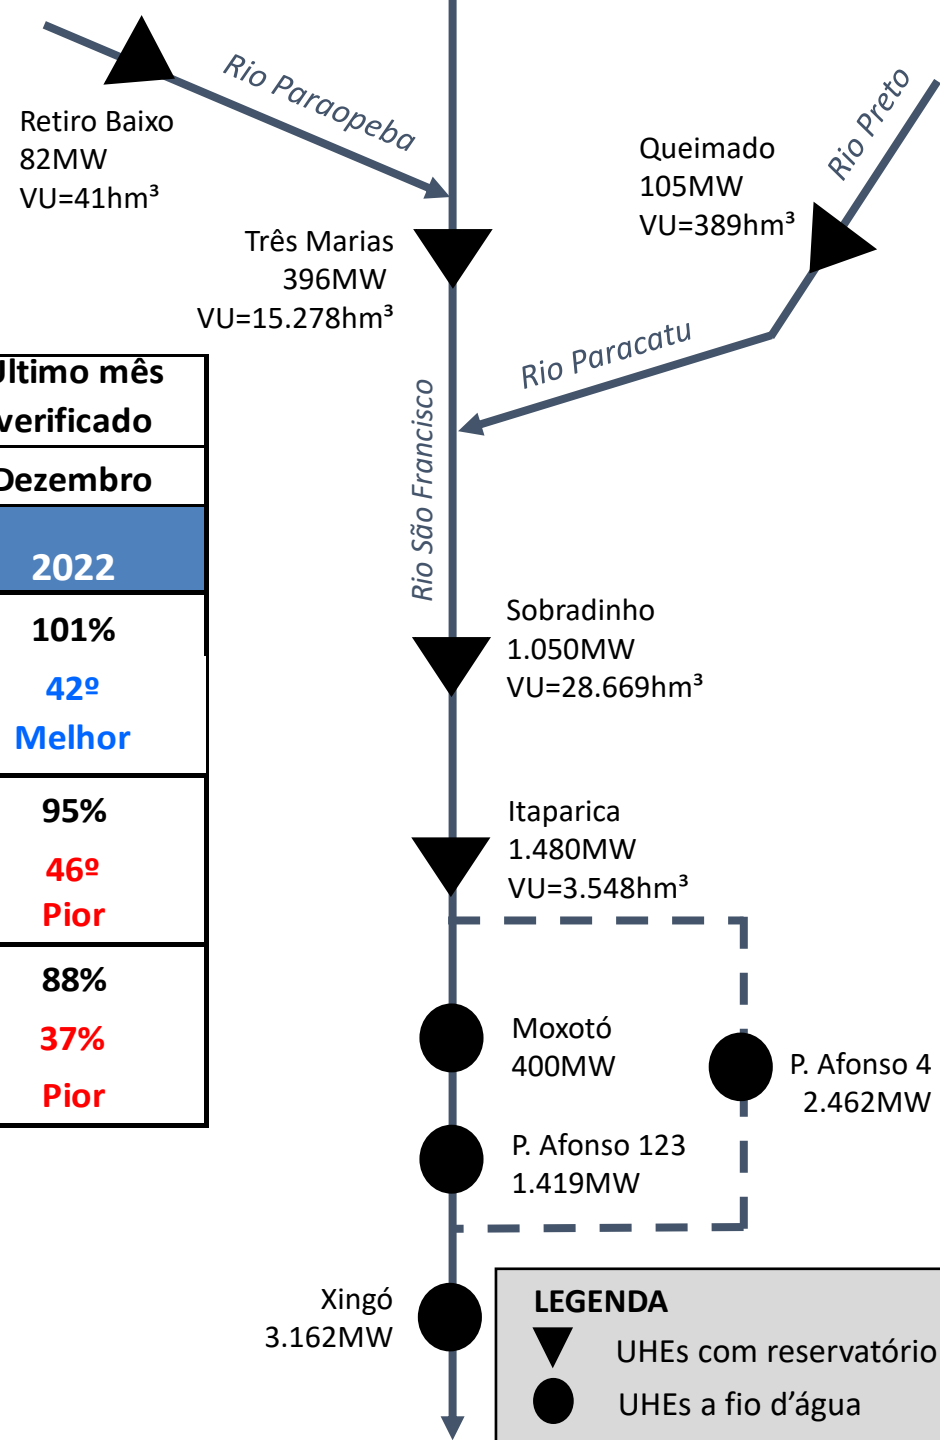 Rio Paraopeba
Retiro Baixo
82MW
VU=41hm³
Rio Preto
Queimado
105MW
VU=389hm³
Três Marias
396MW
VU=15.278hm³
Rio Paracatu
Rio São Francisco
Último mês
verificado
Dezembro
2022
101%
42º
Melhor
95%
46º
Pior
88%
37%
Pior
Sobradinho
1.050MW
VU=28.669hm³
Itaparica
1.480MW
VU=3.548hm³
Moxotó
400MW
P. Afonso 4
2.462MW
P. Afonso 123
1.419MW
Xingó
3.162MW
LEGENDA
UHEs com reservatório
UHEs a fio d'água